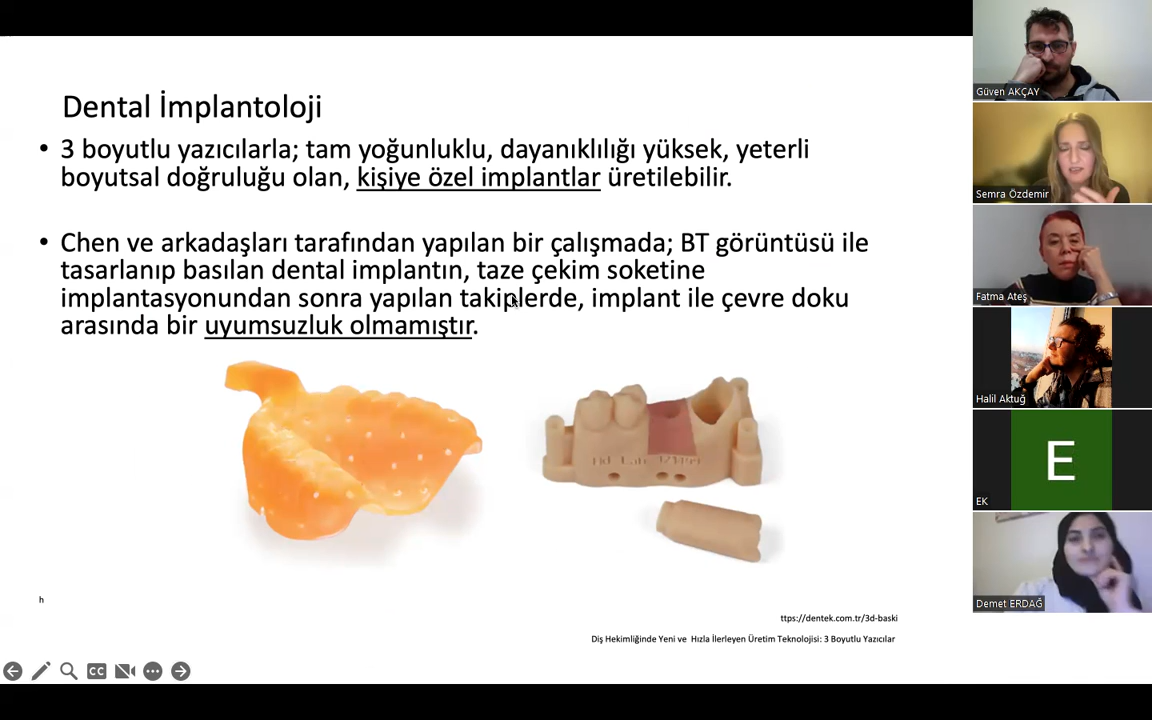 Dental İmplantoloji
• 3 boyutlu yazıcılarla; tam yoğunluklu, dayanıklılığı yüksek, yeterli
boyutsal doğruluğu olan, kişiye özel implantlar üretilebilir.
• Chen ve arkadaşları tarafından yapılan bir çalışmada; BT görüntüsü ile
tasarlanıp basılan dental implantın, taze çekim soketine
implantasyonundan sonra yapılan takiplerde, implant ile çevre doku
arasında bir uyumsuzluk olmamıştır.
h
ttps://dentek.com.tr/3d-baski
Diş Hekimliğinde Yeni ve Hızla İlerleyen Üretim Teknolojisi: 3 Boyutlu Yazıcılar
CC
Güven AKÇAY
Semra Özdemir
Fatma Ateş
Halil Aktuğ
E
EK
Demet ERDAĞ